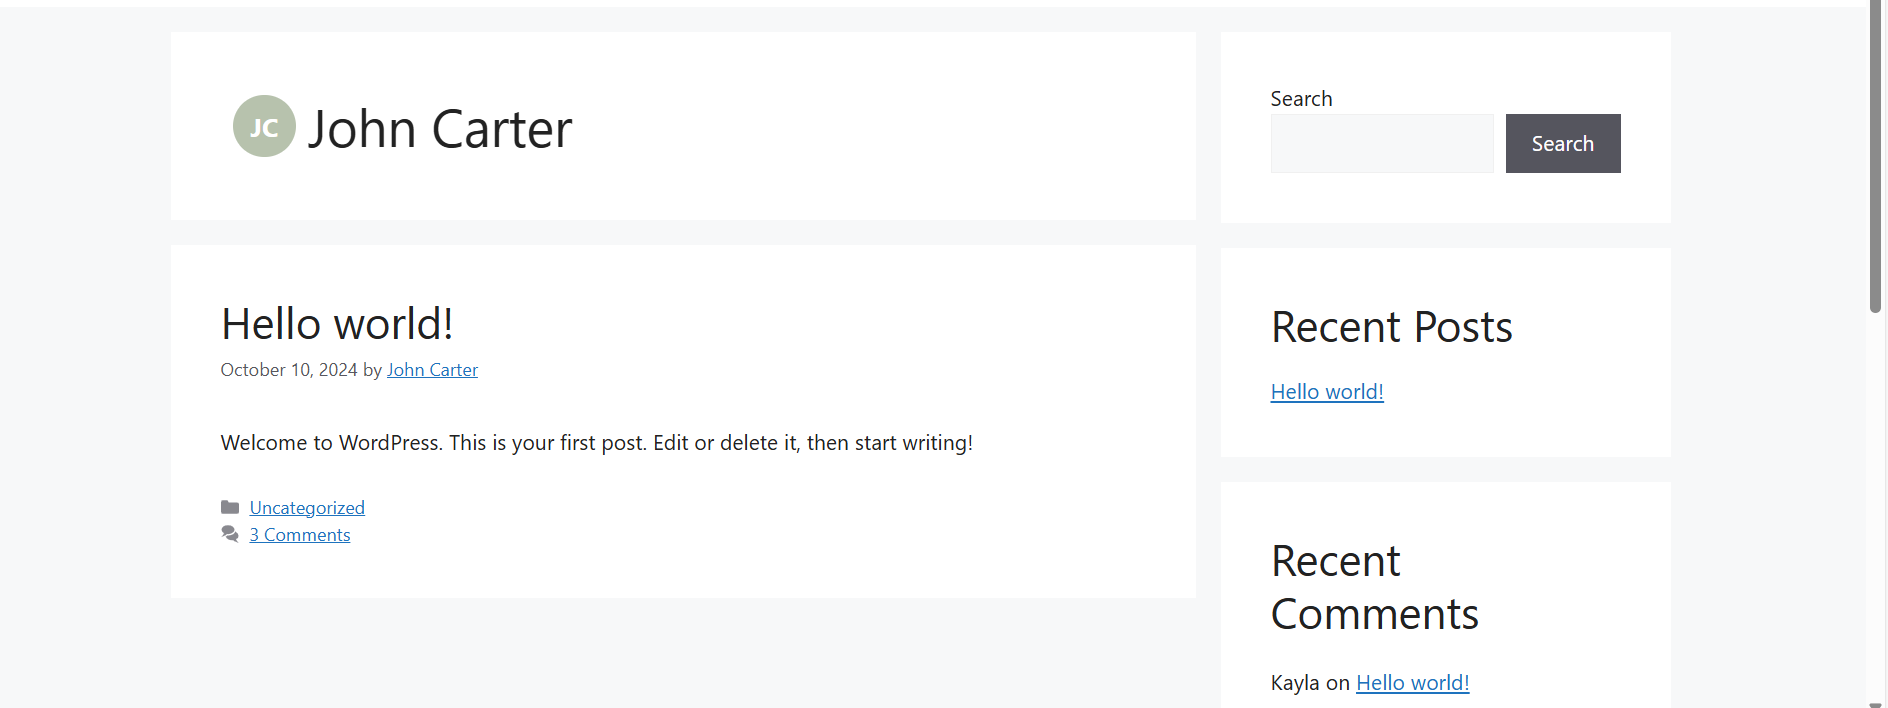 JC
John Carter
Hello world!
October 10, 2024 by John Carter
Welcome to WordPress. This is your first post. Edit or delete it, then start writing!
Uncategorized
3 Comments
Search
Search
Recent Posts
Hello world!
Recent
Comments
Kayla on Hello world!